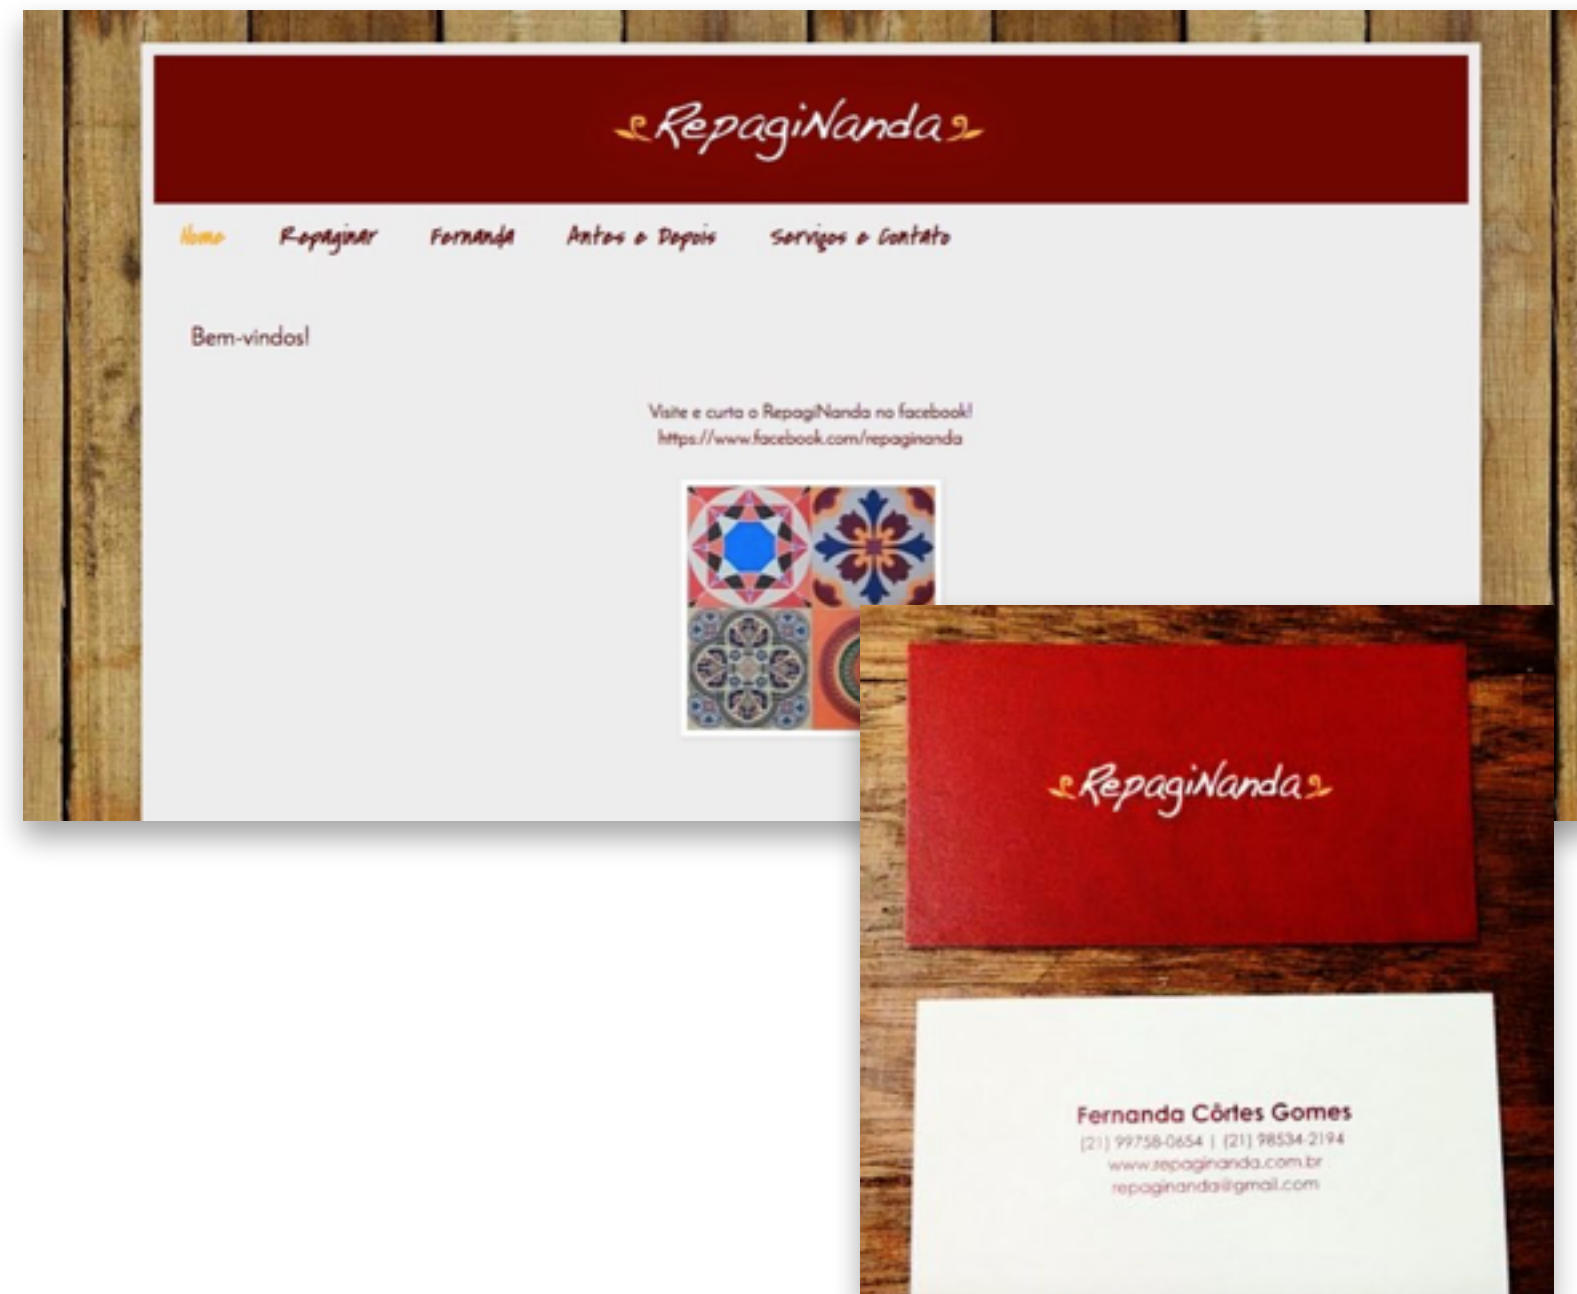 RepagiNanda
Home Repaginar Fernanda Antes e Depois Serviços e Contato
Bem-vindos!
Visite e curta o RepagiNanda no facebook!
https://www.facebook.com/repaginanda
RepagiNanda
Fernanda Côrtes Gomes
(21) 99758-0654 | (21) 98534-2194
www.repaginanda.com.br
repaginanda@gmail.com